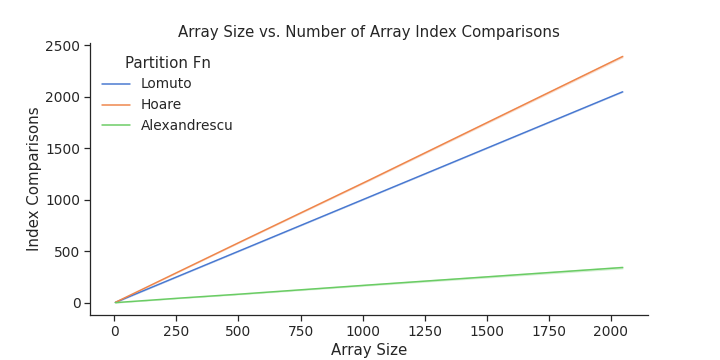 Array Size vs. Number of Array Index Comparisons
2500
2000
1500
1000
500
0
Index Comparisons
Partition Fn
Lomuto
Hoare
Alexandrescu
0 250 500 750 1000 1250 1500 1750 2000
Array Size